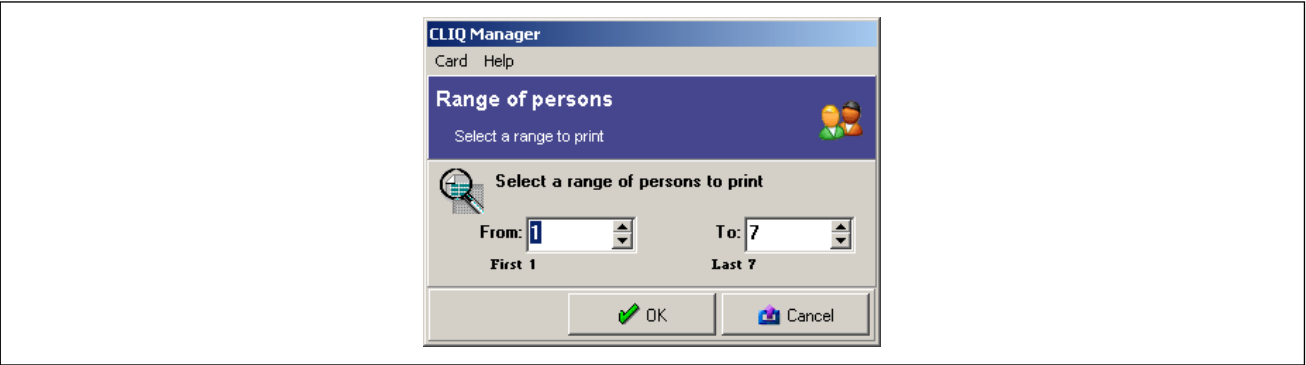 CLIQ Manager
Card Help
Range of persons
Select a range to print
Select a range of persons to print
From: 1 To: 7
First 1 Last 7
OK Cancel